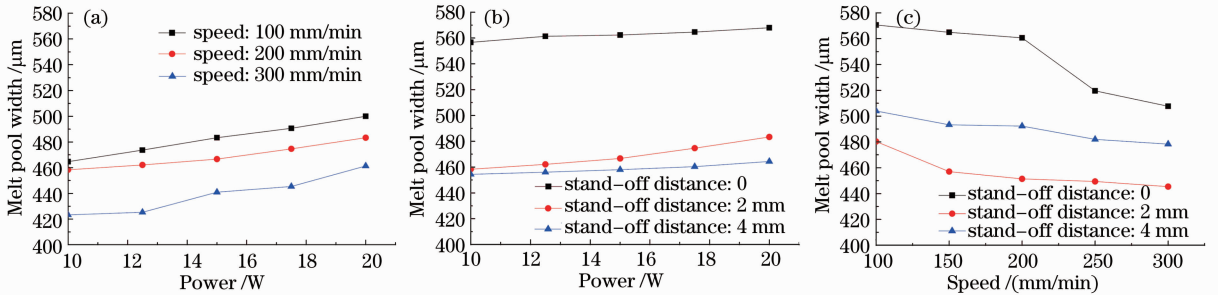 (a)
speed: 100 mm/min
speed: 200 mm/min
speed: 300 mm/min
Melt pool width /μm
580
560
540
520
500
480
460
440
420
400
10 12 14 16 18 20
Power /W
(b)
stand-off distance: 0
stand-off distance: 2 mm
stand-off distance: 4 mm
Melt pool width /μm
580
560
540
520
500
480
460
440
420
400
10 12 14 16 18 20
Power /W
(c)
stand-off distance: 0
stand-off distance: 2 mm
stand-off distance: 4 mm
Melt pool width /μm
580
560
540
520
500
480
460
440
420
400
100 150 200 250 300
Speed /(mm/min)